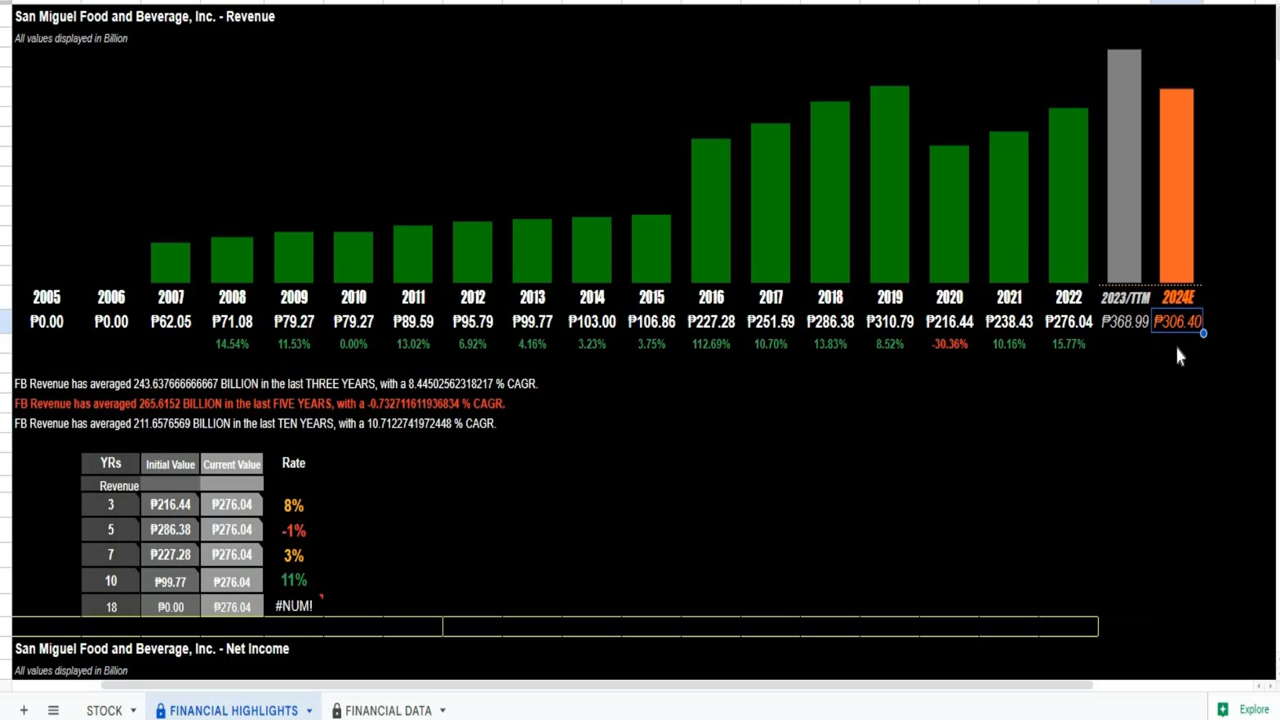 San Miguel Food and Beverage, Inc. - Revenue
All values displayed in Billion
2005 2006 2007 2008 2009 2010 2011 2012 2013 2014 2015 2016 2017 2018 2019 2020 2021 2022 2023/TTM 2024E
₱0.00 ₱0.00 ₱62.05 ₱71.08 ₱79.27 ₱79.27 ₱89.59 ₱95.79 ₱99.77 ₱103.00 ₱106.86 ₱227.28 ₱251.59 ₱286.38 ₱310.79 ₱216.44 ₱238.43 ₱276.04 ₱368.99 ₱306.40
14.54% 11.53% 0.00% 13.02% 6.92% 4.16% 3.23% 3.75% 112.69% 10.70% 13.83% 8.52% -30.36% 10.16% 15.77%
FB Revenue has averaged 243.637666666667 BILLION in the last THREE YEARS, with a 8.44502562318217 % CAGR.
FB Revenue has averaged 265.6152 BILLION in the last FIVE YEARS, with a -0.732711611936834 % CAGR.
FB Revenue has averaged 211.6576569 BILLION in the last TEN YEARS, with a 10.7122741972448 % CAGR.
YRs Initial Value Current Value Rate
Revenue
3 ₱216.44 ₱276.04 8%
5 ₱286.38 ₱276.04 -1%
7 ₱227.28 ₱276.04 3%
10 ₱99.77 ₱276.04 11%
18 ₱0.00 ₱276.04 #NUM!
San Miguel Food and Beverage, Inc. - Net Income
All values displayed in Billion
STOCK FINANCIAL HIGHLIGHTS FINANCIAL DATA Explore